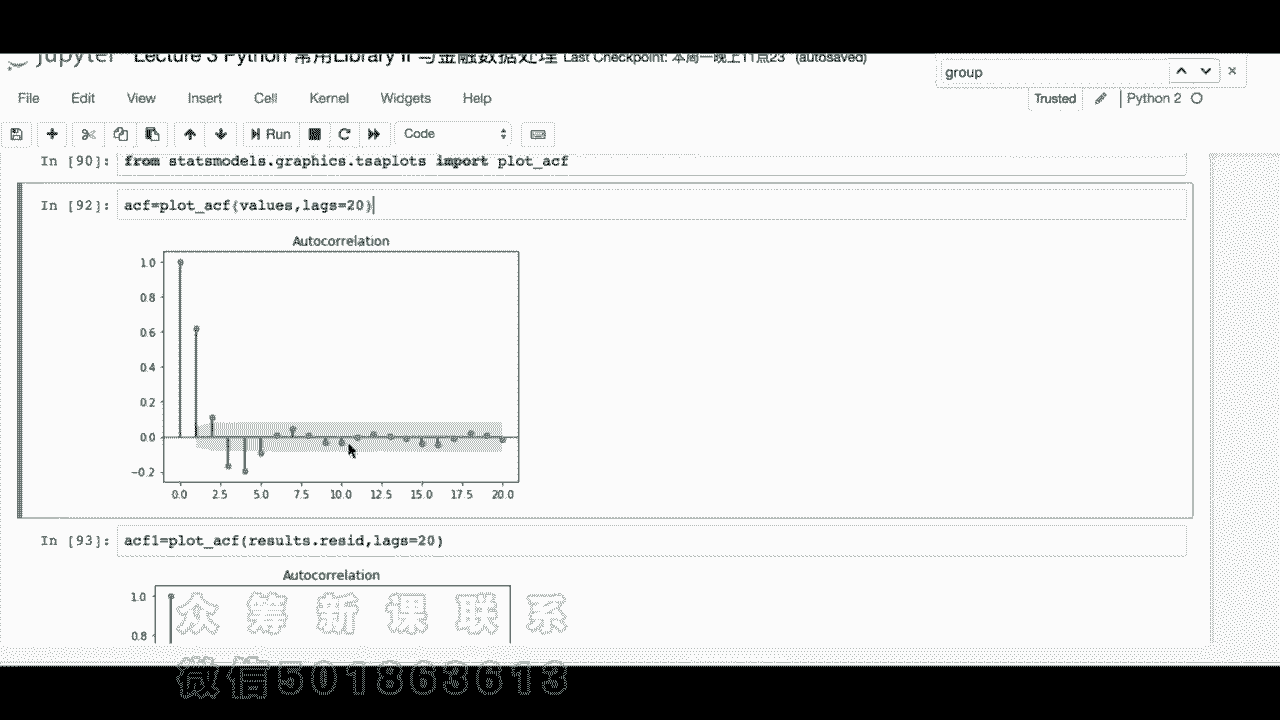 jupyter Lecture 3 Python 常用Library II 与金融数据处理 Last Checkpoint: 本周一晚上11点23 (autosaved)
group
File Edit View Insert Cell Kernel Widgets Help
Trusted Python 2
Run Code
In [90]: from statsmodels.graphics.tsaplots import plot_acf
In [92]: acf=plot_acf(values,lags=20)
Autocorrelation
1.0
0.8
0.6
0.4
0.2
0.0
−0.2
0.0 2.5 5.0 7.5 10.0 12.5 15.0 17.5 20.0
In [93]: acf1=plot_acf(results.resid,lags=20)
Autocorrelation
1.0
0.8
众筹新课联系
微信501863613